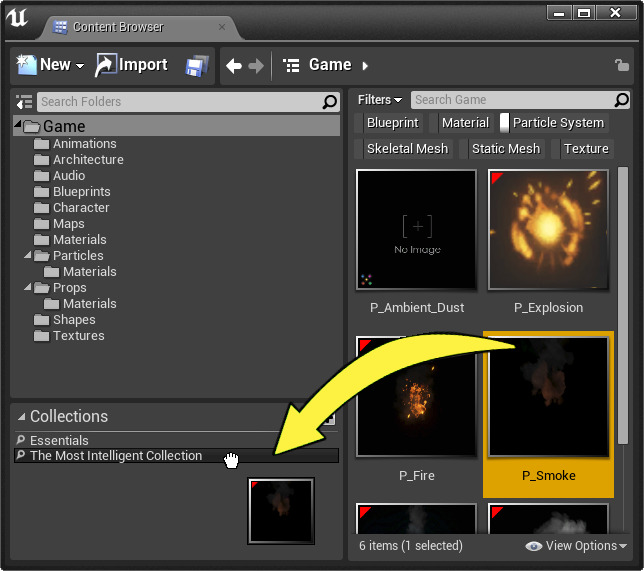 Content Browser
New
Import
Game
Search Folders
Game
Animations
Architecture
Audio
Blueprints
Character
Maps
Materials
Particles
Materials
Props
Materials
Shapes
Textures
Collections
Essentials
The Most Intelligent Collection
Filters
Search Game
Blueprint Material Particle System
Skeletal Mesh Static Mesh Texture
No Image
P_Ambient_Dust P_Explosion
P_Fire P_Smoke
6 items (1 selected) View Options